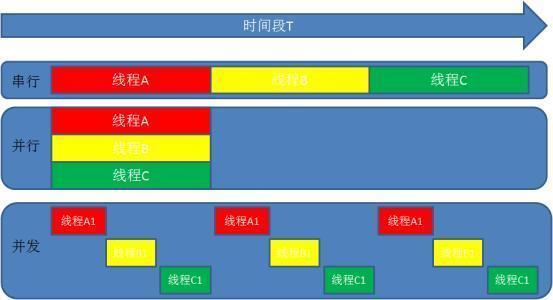 时间段T
串行 线程A 线程B 线程C
线程A
并行 线程B
线程C
线程A1 线程A1 线程A1
并发 线程B1 线程B1 线程B1
线程C1 线程C1 线程C1